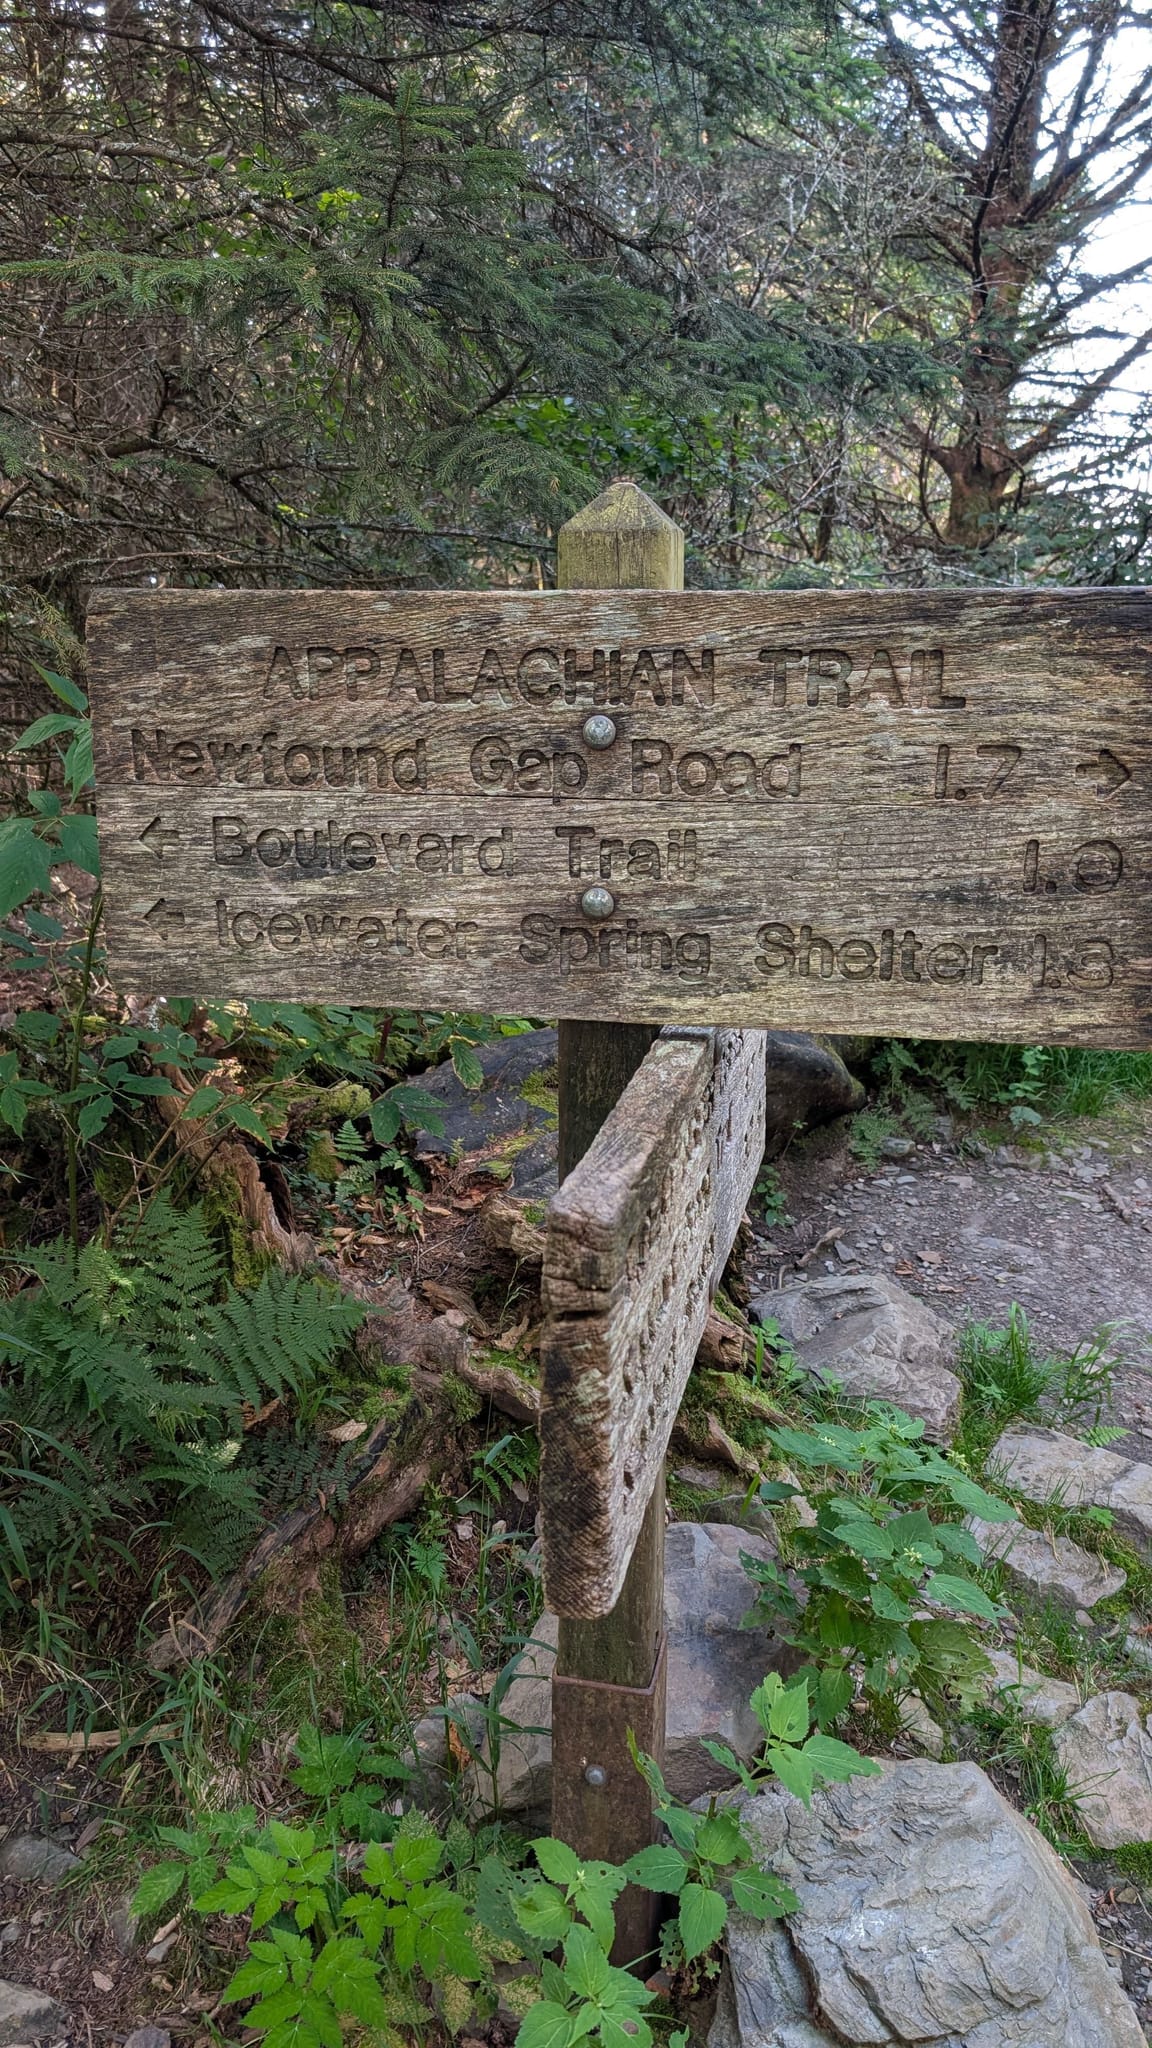 APPALACHIAN TRAIL
Newfound Gap Road 1.7 →
← Boulevard Trail 1.0
← Icewater Spring Shelter 1.3